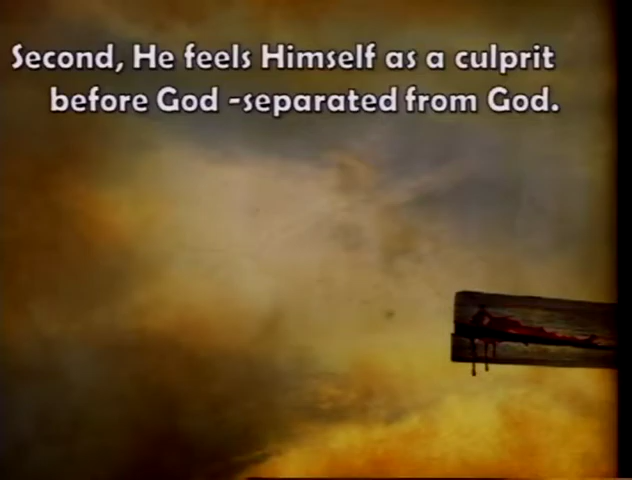 Second, He feels Himself as a culprit
before God -separated from God.